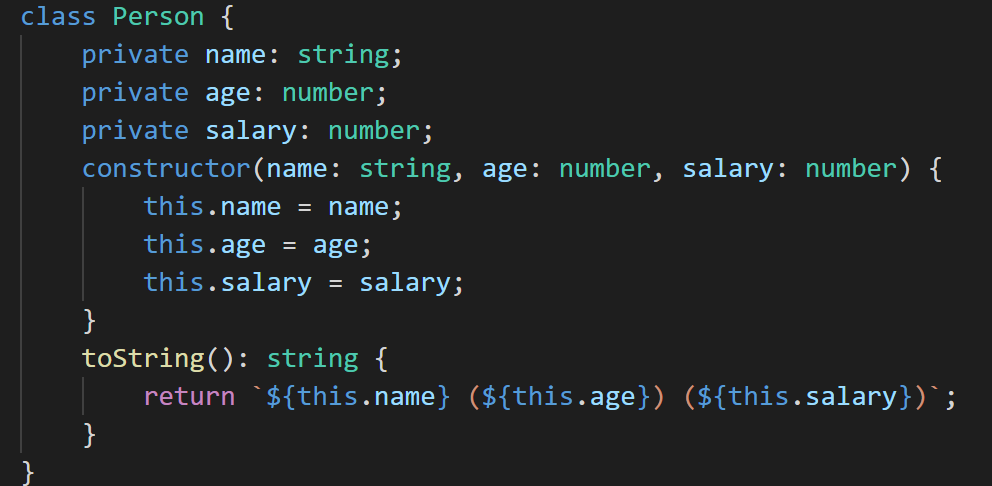 class Person {
    private name: string;
    private age: number;
    private salary: number;
    constructor(name: string, age: number, salary: number) {
        this.name = name;
        this.age = age;
        this.salary = salary;
    }
    toString(): string {
        return `${this.name} (${this.age}) (${this.salary})`;
    }
}